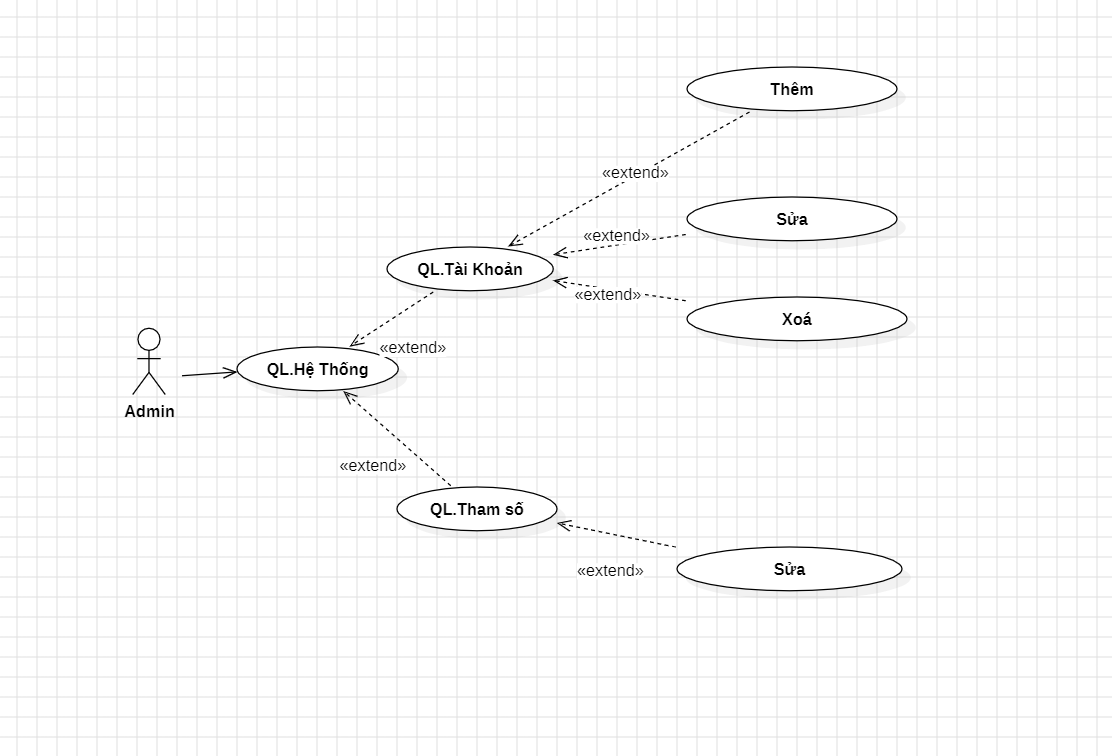 Thêm
«extend»
Sửa
«extend»
QL.Tài Khoản
«extend»
Xoá
«extend»
QL.Hệ Thống
Admin
«extend»
QL.Tham số
«extend»
Sửa